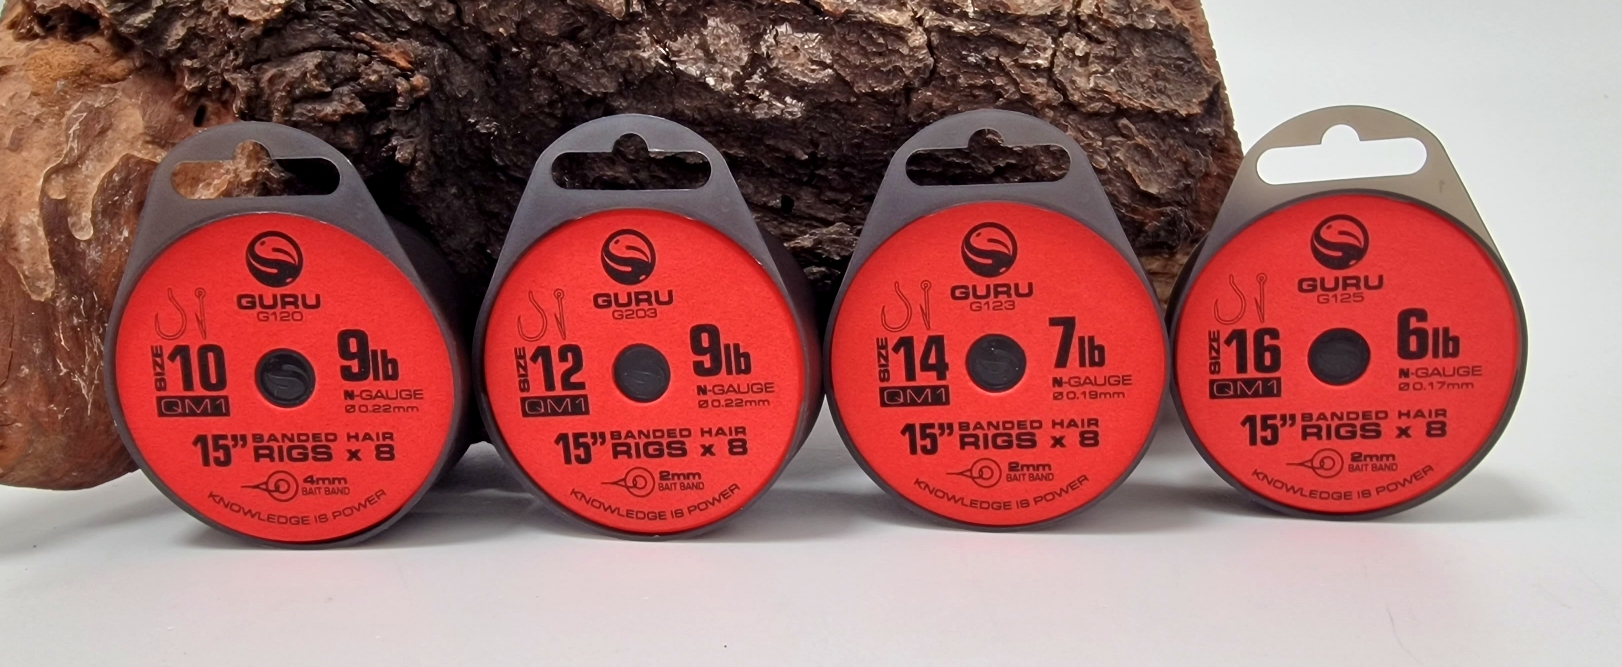 GURU
G120
SIZE 10
9lb
QM1
N-GAUGE
Ø0.22mm
15” BANDED HAIR
RIGS x 8
4mm
BAIT BAND
KNOWLEDGE IS POWER
GURU
G203
SIZE 12
9lb
QM1
N-GAUGE
Ø0.22mm
15” BANDED HAIR
RIGS x 8
2mm
BAIT BAND
KNOWLEDGE IS POWER
GURU
G123
SIZE 14
7lb
QM1
N-GAUGE
Ø0.19mm
15” BANDED HAIR
RIGS x 8
2mm
BAIT BAND
KNOWLEDGE IS POWER
GURU
G125
SIZE 16
6lb
QM1
N-GAUGE
Ø0.17mm
15” BANDED HAIR
RIGS x 8
2mm
BAIT BAND
KNOWLEDGE IS POWER